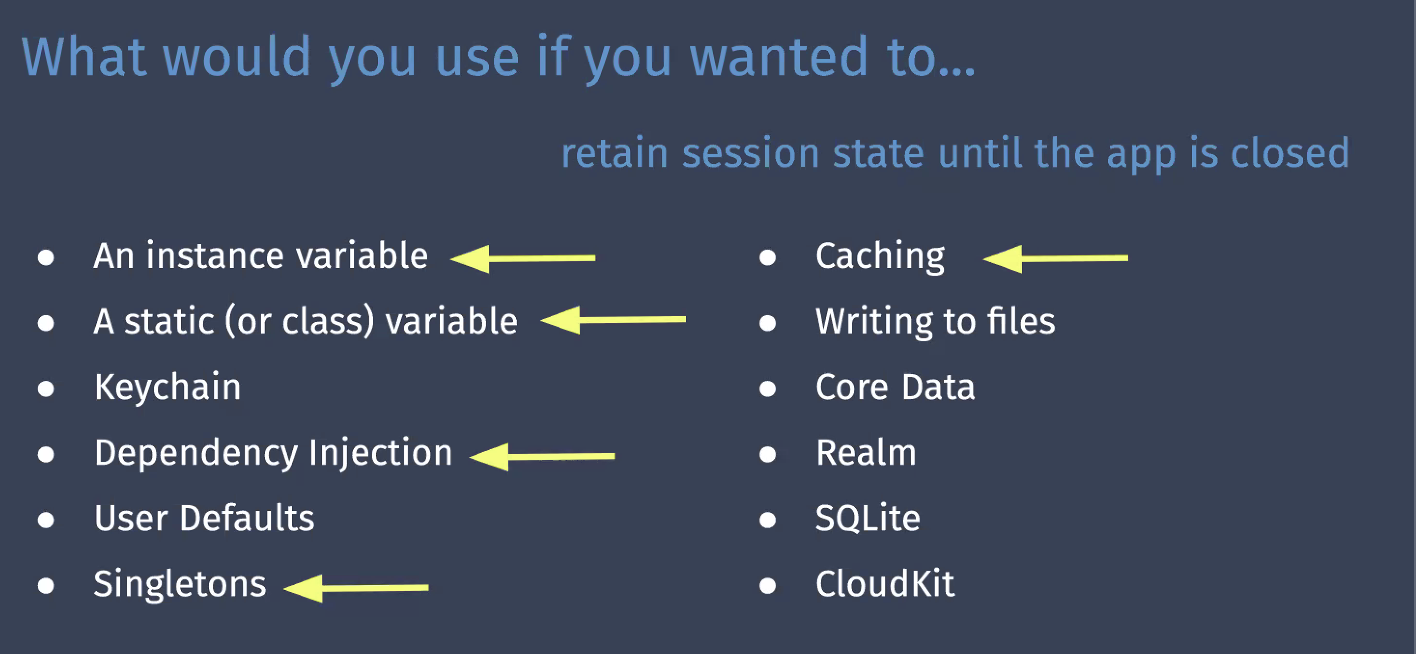 What would you use if you wanted to...
retain session state until the app is closed
● An instance variable
● A static (or class) variable
● Keychain
● Dependency Injection
● User Defaults
● Singletons
● Caching
● Writing to files
● Core Data
● Realm
● SQLite
● CloudKit